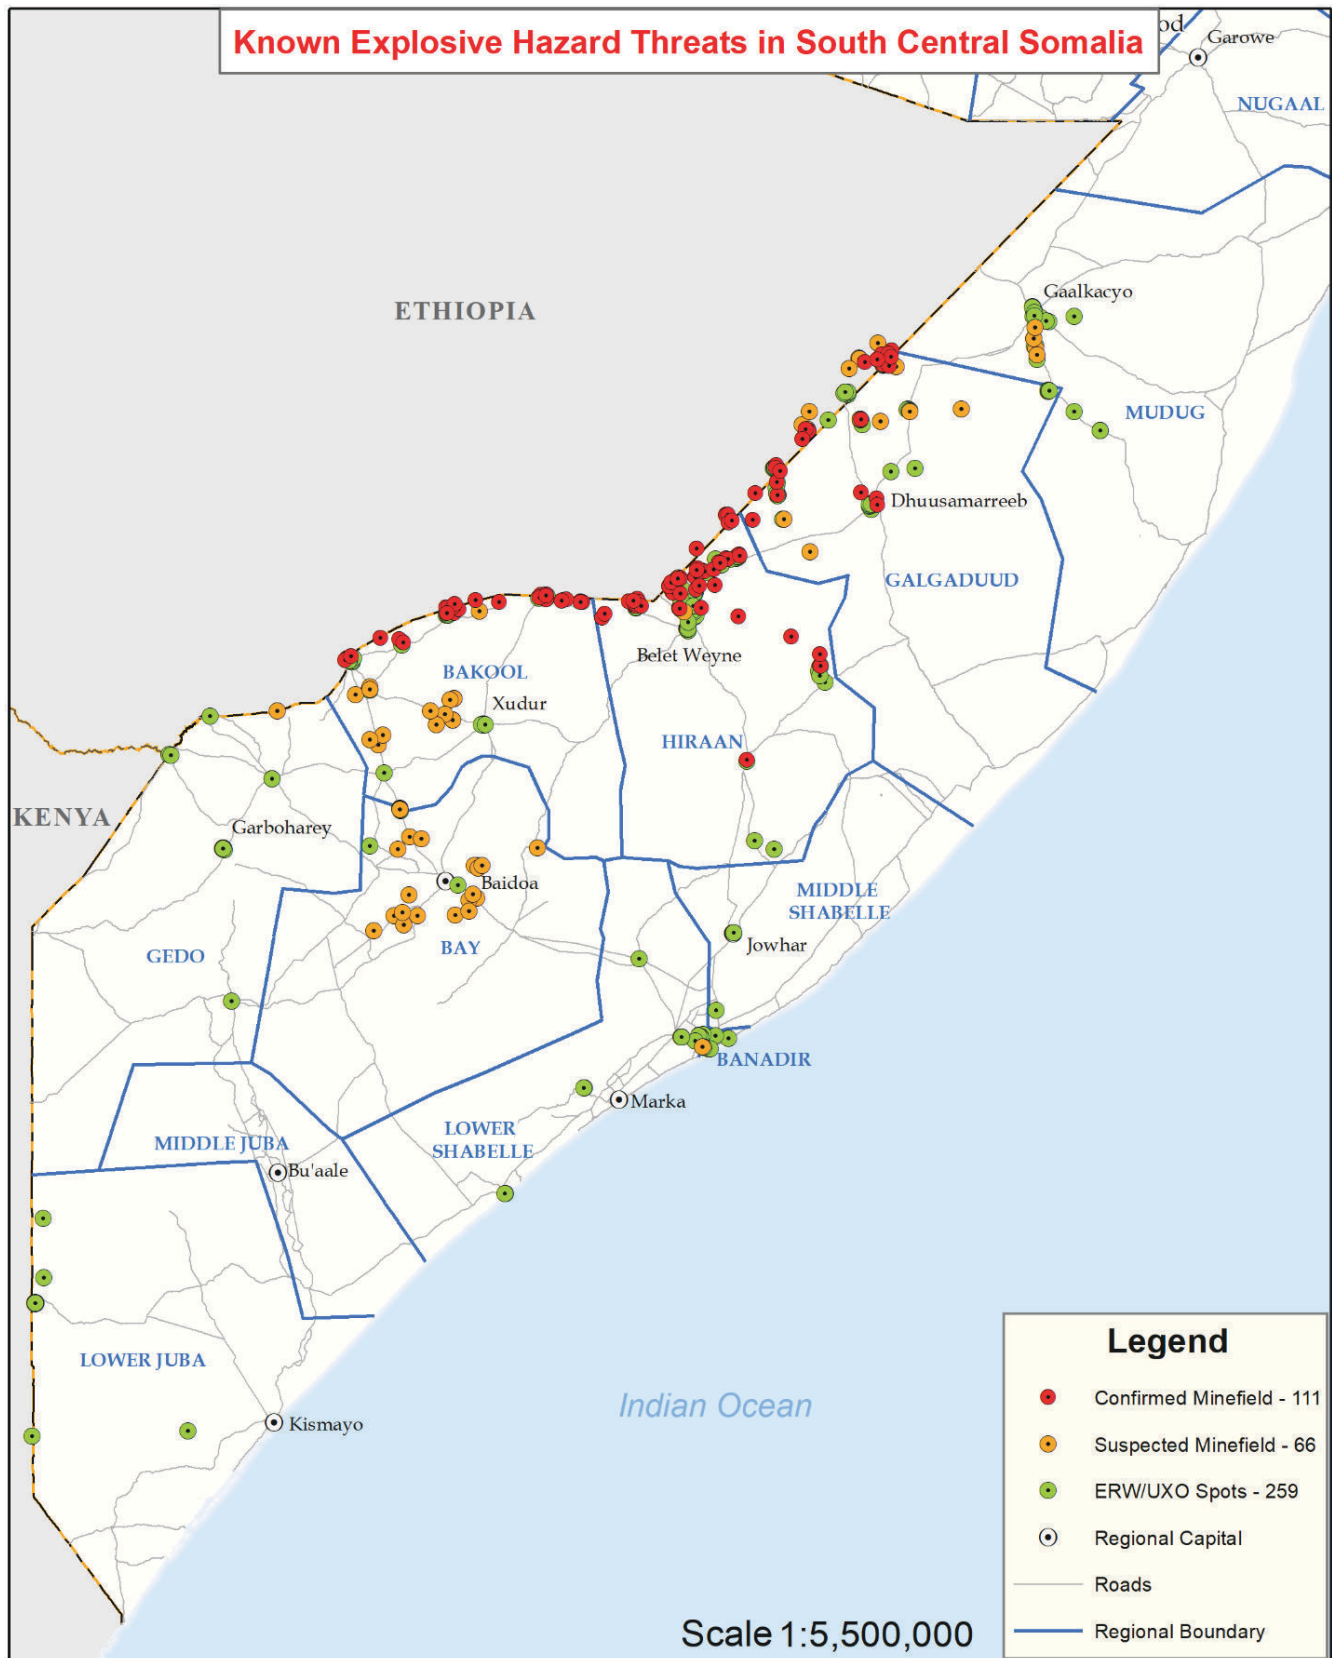 Known Explosive Hazard Threats in South Central Somalia
od
Garowe
NUGAAL
ETHIOPIA
Gaalkacyo
MUDUG
Dhuusamarreeb
GALGADUUD
Belet Weyne
BAKOOL
Xudur
HIRAAN
KENYA
Garboharey
Baidoa
MIDDLE
SHABELLE
GEDO
BAY
Jowhar
BANADIR
Marka
LOWER
SHABELLE
MIDDLE JUBA
Bu'aale
LOWER JUBA
Kismayo
Indian Ocean
Legend
Confirmed Minefield - 111
Suspected Minefield - 66
ERW/UXO Spots - 259
Regional Capital
Roads
Regional Boundary
Scale 1:5,500,000